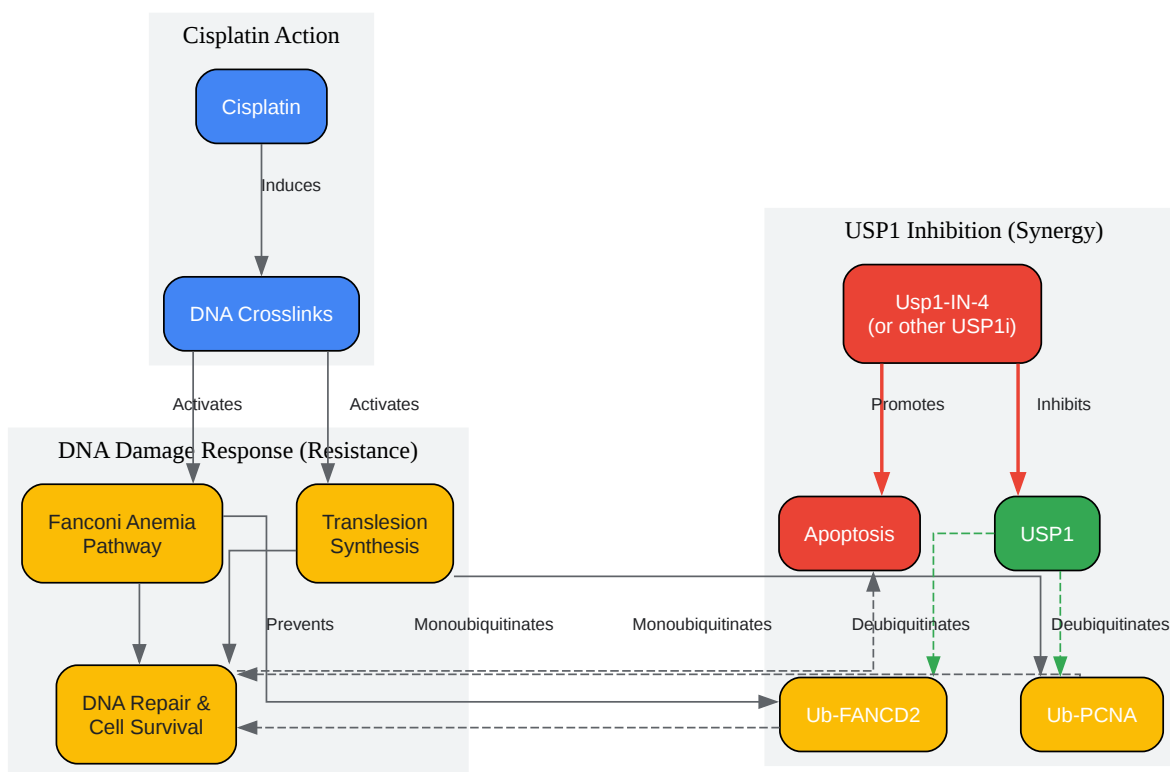 Cisplatin Action
Cisplatin
Induces
DNA Crosslinks
Activates
Activates
USP1 Inhibition (Synergy)
Usp1-IN-4
(or other USP1i)
Promotes
Inhibits
DNA Damage Response (Resistance)
Fanconi Anemia
Pathway
Translesion
Synthesis
Apoptosis
USP1
Prevents
Monoubiquitinates
Monoubiquitinates
Deubiquitinates
Deubiquitinates
DNA Repair &
Cell Survival
Ub-FANCD2
Ub-PCNA